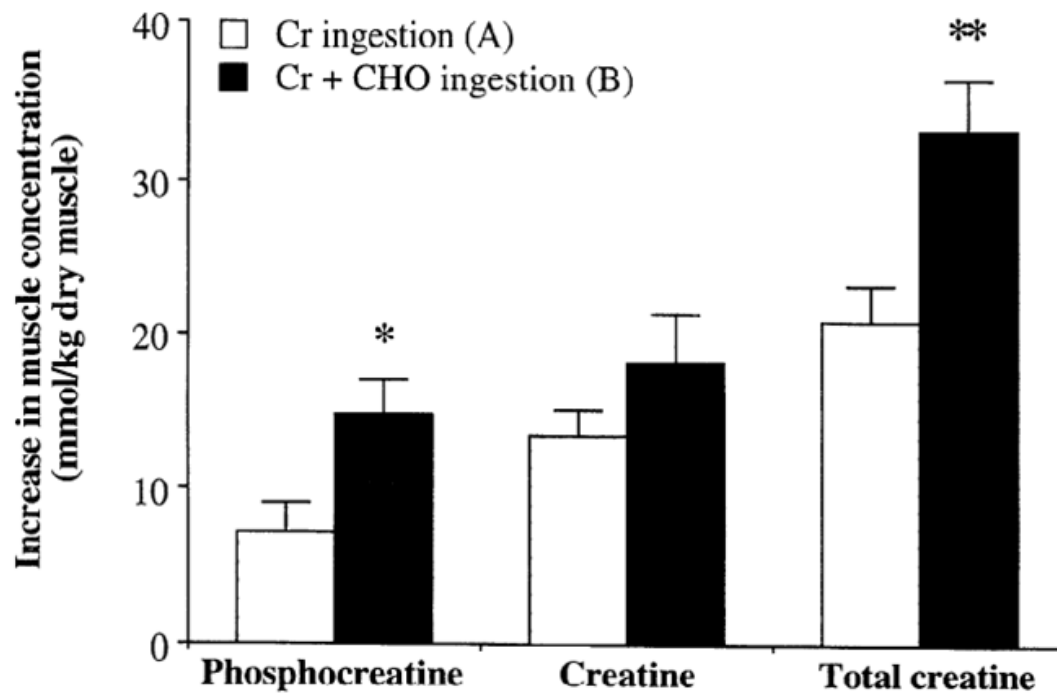 Increase in muscle concentration
(mmol/kg dry muscle)
40
30
20
10
0
Cr ingestion (A)
Cr + CHO ingestion (B)
*
**
Phosphocreatine
Creatine
Total creatine